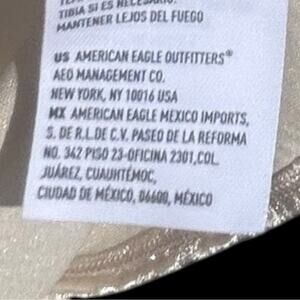 TIBIA SI ES NECESARIO.
MANTENER LEJOS DEL FUEGO
US AMERICAN EAGLE OUTFITTERS®
AEO MANAGEMENT CO.
NEW YORK, NY 10016 USA
MX AMERICAN EAGLE MEXICO IMPORTS,
S. DE R.L.DE C.V. PASEO DE LA REFORMA
NO. 342 PISO 23-OFICINA 2301,COL.
JUÁREZ, CUAUHTÉMOC,
CIUDAD DE MÉXICO, 06600, MÉXICO